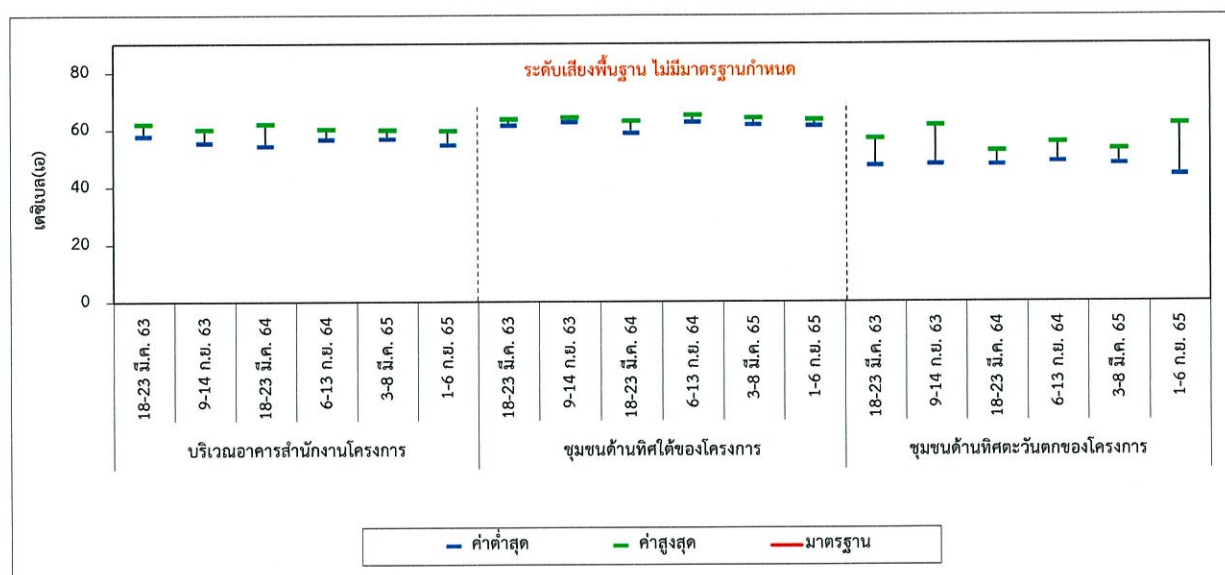 ระดับเสียงพื้นฐาน ไม่มีมาตรฐานกำหนด
เดซิเบล(เอ)
80
60
40
20
0
18-23 มี.ค. 63
9-14 ก.ย. 63
18-23 มี.ค. 64
6-13 ก.ย. 64
3-8 มี.ค. 65
1-6 ก.ย. 65
18-23 มี.ค. 63
9-14 ก.ย. 63
18-23 มี.ค. 64
6-13 ก.ย. 64
3-8 มี.ค. 65
1-6 ก.ย. 65
18-23 มี.ค. 63
9-14 ก.ย. 63
18-23 มี.ค. 64
6-13 ก.ย. 64
3-8 มี.ค. 65
1-6 ก.ย. 65
บริเวณอาคารสำนักงานโครงการ
ชุมชนด้านทิศใต้ของโครงการ
ชุมชนด้านทิศตะวันตกของโครงการ
ค่าต่ำสุด ค่าสูงสุด มาตรฐาน